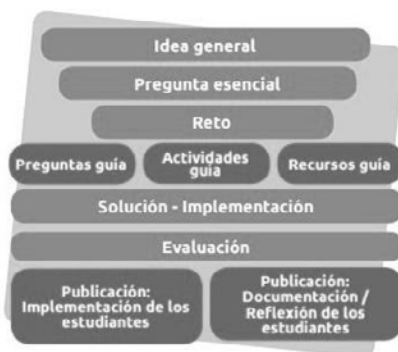 Idea general
Pregunta esencial
Reto
Preguntas guía
Actividades
guía
Recursos guía
Solución - Implementación
Evaluación
Publicación:
Implementación de los
estudiantes
Publicación:
Documentación /
Reflexión de los
estudiantes